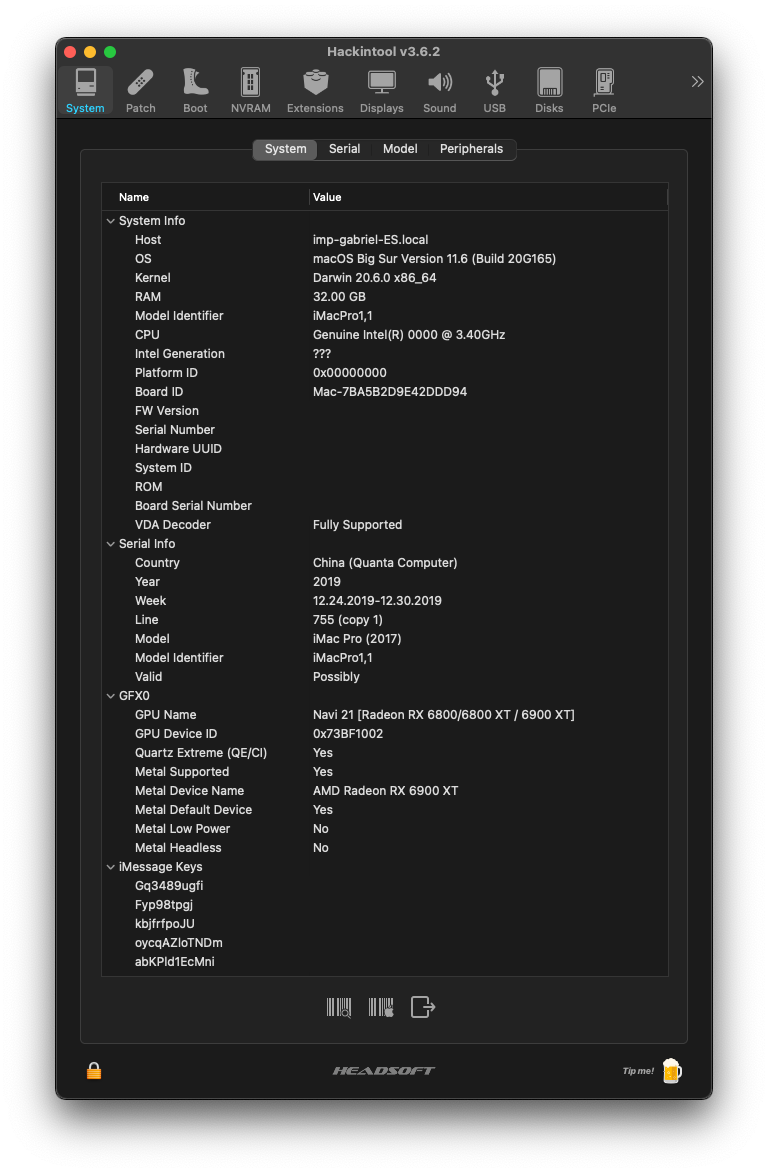 Hackintool v3.6.2
System Patch Boot NVRAM Extensions Displays Sound USB Disks PCIe
System Serial Model Peripherals
Name Value
System Info
Host imp-gabriel-ES.local
OS macOS Big Sur Version 11.6 (Build 20G165)
Kernel Darwin 20.6.0 x86_64
RAM 32.00 GB
Model Identifier iMacPro1,1
CPU Genuine Intel(R) 0000 @ 3.40GHz
Intel Generation ???
Platform ID 0x00000000
Board ID Mac-7BA5B2D9E42DDD94
FW Version
Serial Number
Hardware UUID
System ID
ROM
Board Serial Number
VDA Decoder Fully Supported
Serial Info
Country China (Quanta Computer)
Year 2019
Week 12.24.2019-12.30.2019
Line 755 (copy 1)
Model iMac Pro (2017)
Model Identifier iMacPro1,1
Valid Possibly
GFX0
GPU Name Navi 21 [Radeon RX 6800/6800 XT / 6900 XT]
GPU Device ID 0x73BF1002
Quartz Extreme (QE/CI) Yes
Metal Supported Yes
Metal Device Name AMD Radeon RX 6900 XT
Metal Default Device Yes
Metal Low Power No
Metal Headless No
iMessage Keys
Gq3489ugfi
Fyp98tpgj
kbjfrfpoJU
oycqAZloTNDm
abKPld1EcMni
HEADSOFT Tip me!